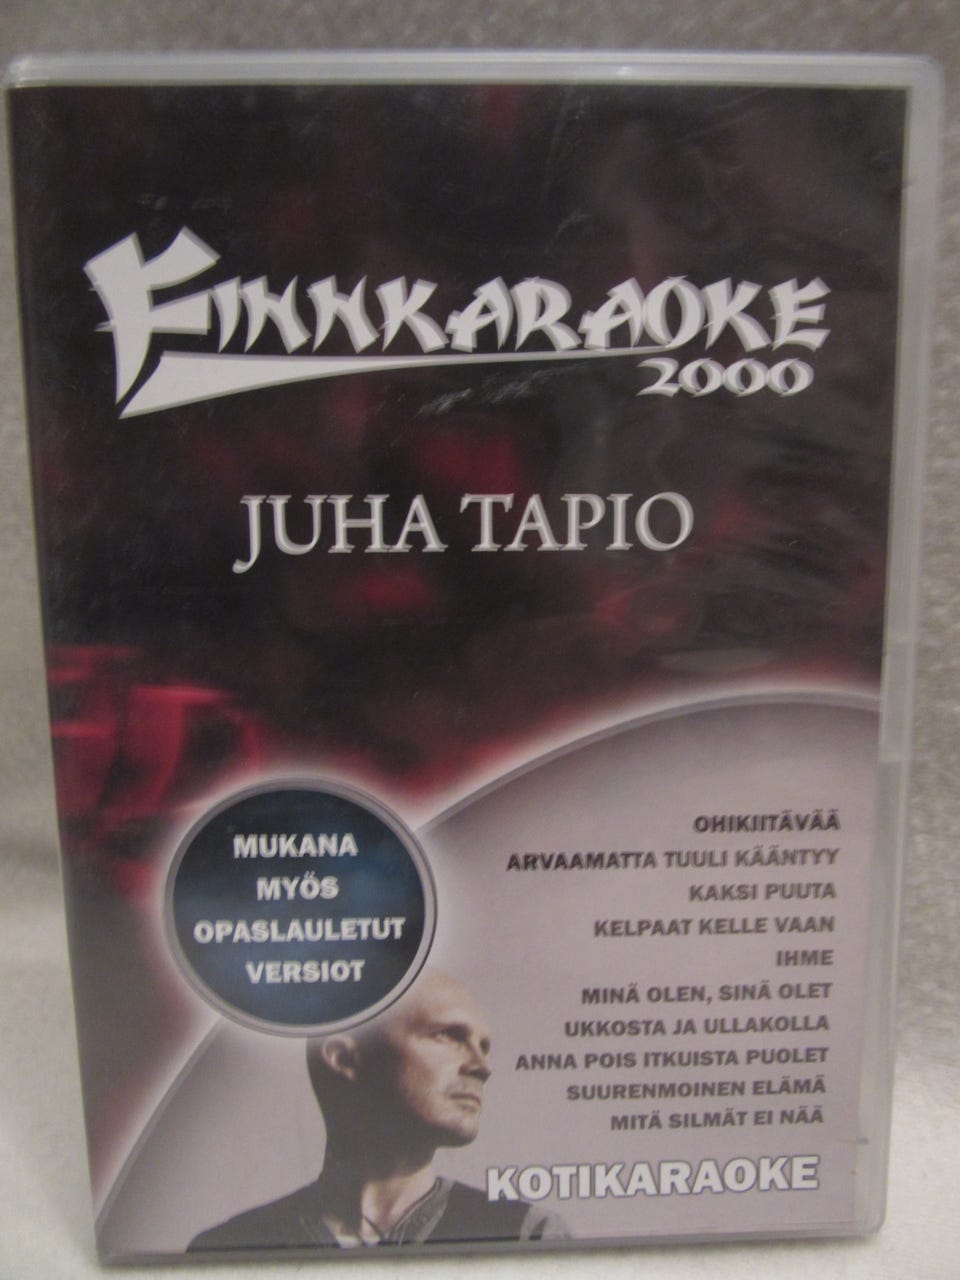 FINNKARAOKE
2000
JUHA TAPIO
MUKANA
MYÖS
OPASLAULETUT
VERSIOT
OHIKIITÄVÄÄ
ARVAAMATTA TUULI KÄÄNTYY
KAKSI PUUTA
KELPAAT KELLE VAAN
IHME
MINÄ OLEN, SINÄ OLET
UKKOSTA JA ULLAKOLLA
ANNA POIS ITKUISTA PUOLET
SUURENMOINEN ELÄMÄ
MITÄ SILMÄT EI NÄÄ
KOTIKARAOKE